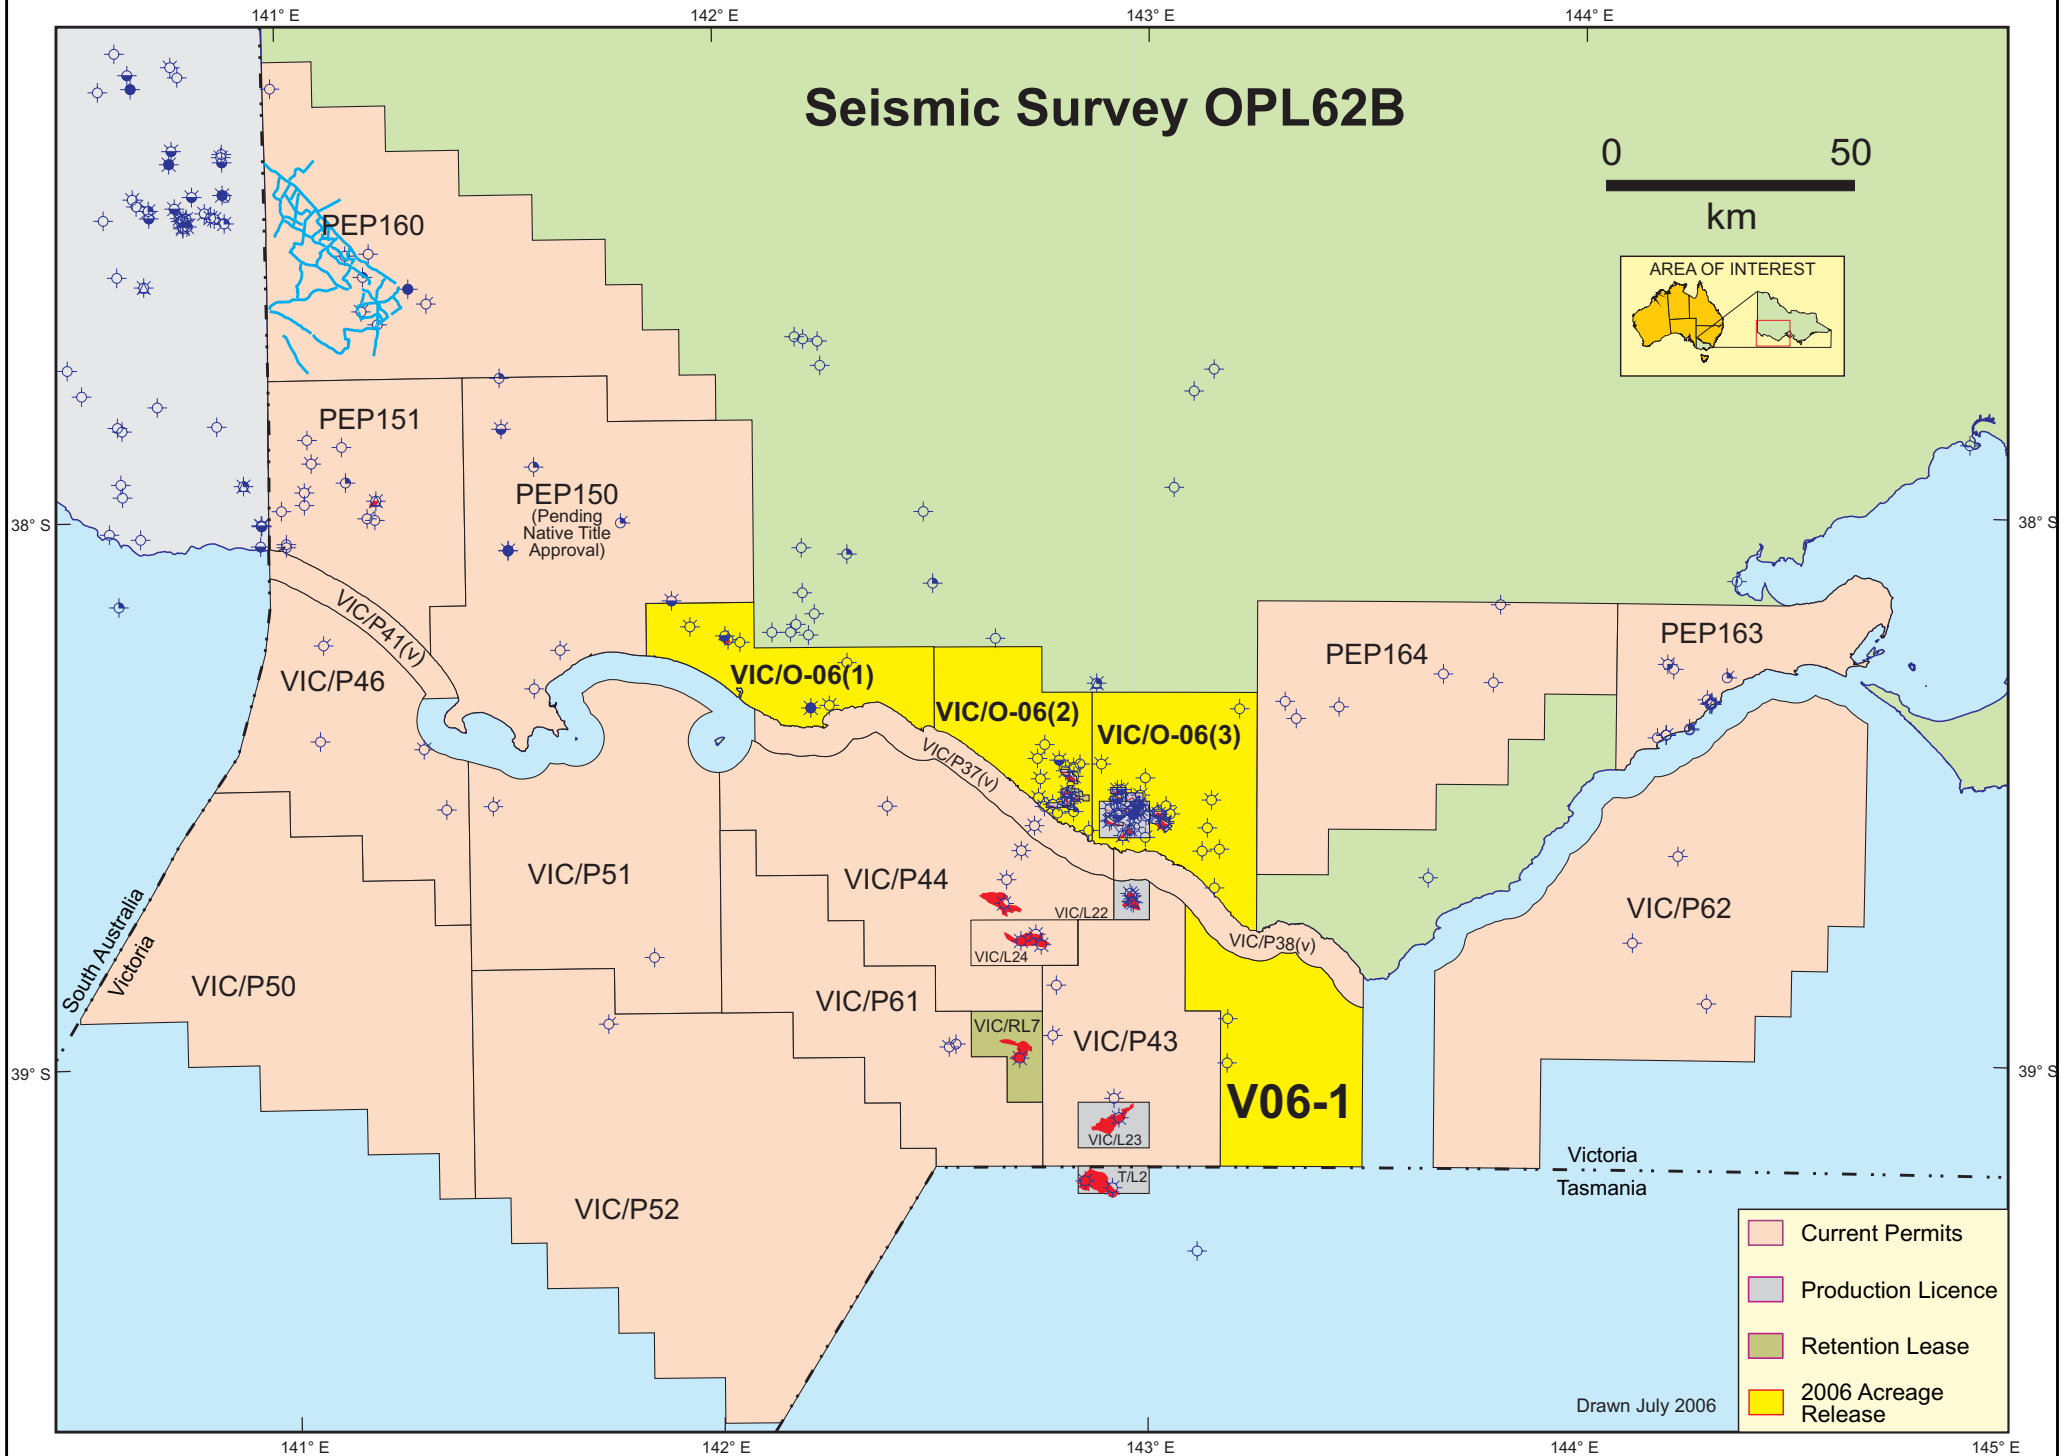 141° E
142° E
143° E
144° E
Seismic Survey OPL62B
0
50
km
AREA OF INTEREST
PEP160
PEP151
PEP150
(Pending
Native Title
Approval)
38° S
38° S
VIC/P41(v)
VIC/P46
VIC/O-06(1)
VIC/O-06(2)
VIC/O-06(3)
PEP164
PEP163
VIC/P37(v)
VIC/P51
VIC/P44
VIC/L22
VIC/P62
VIC/P38(v)
VIC/L24
South Australia
Victoria
VIC/P50
VIC/P61
VIC/RL7
VIC/P43
39° S
39° S
V06-1
VIC/L23
Victoria
Tasmania
T/L2
VIC/P52
Current Permits
Production Licence
Retention Lease
2006 Acreage
Release
Drawn July 2006
141° E
142° E
143° E
144° E
145° E